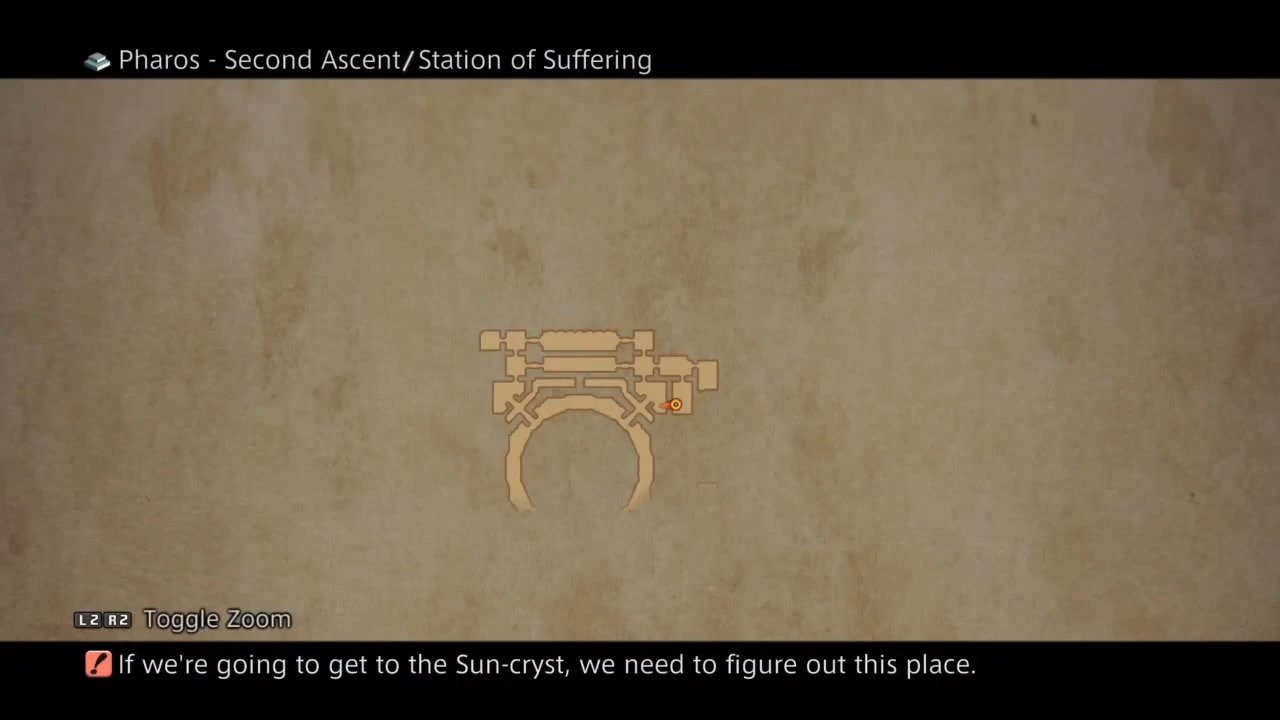 Pharos - Second Ascent/Station of Suffering
L2 R2 Toggle Zoom
If we're going to get to the Sun-cryst, we need to figure out this place.